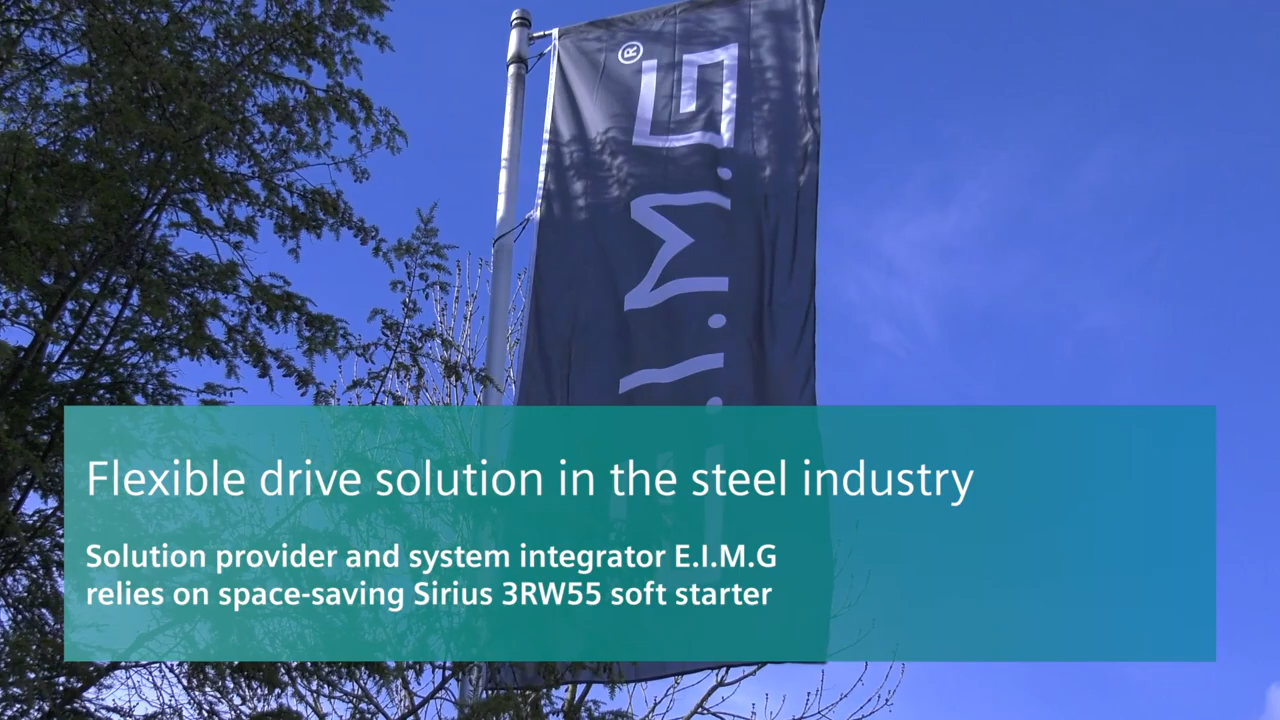 E.I.M.G®
Flexible drive solution in the steel industry
Solution provider and system integrator E.I.M.G
relies on space-saving Sirius 3RW55 soft starter